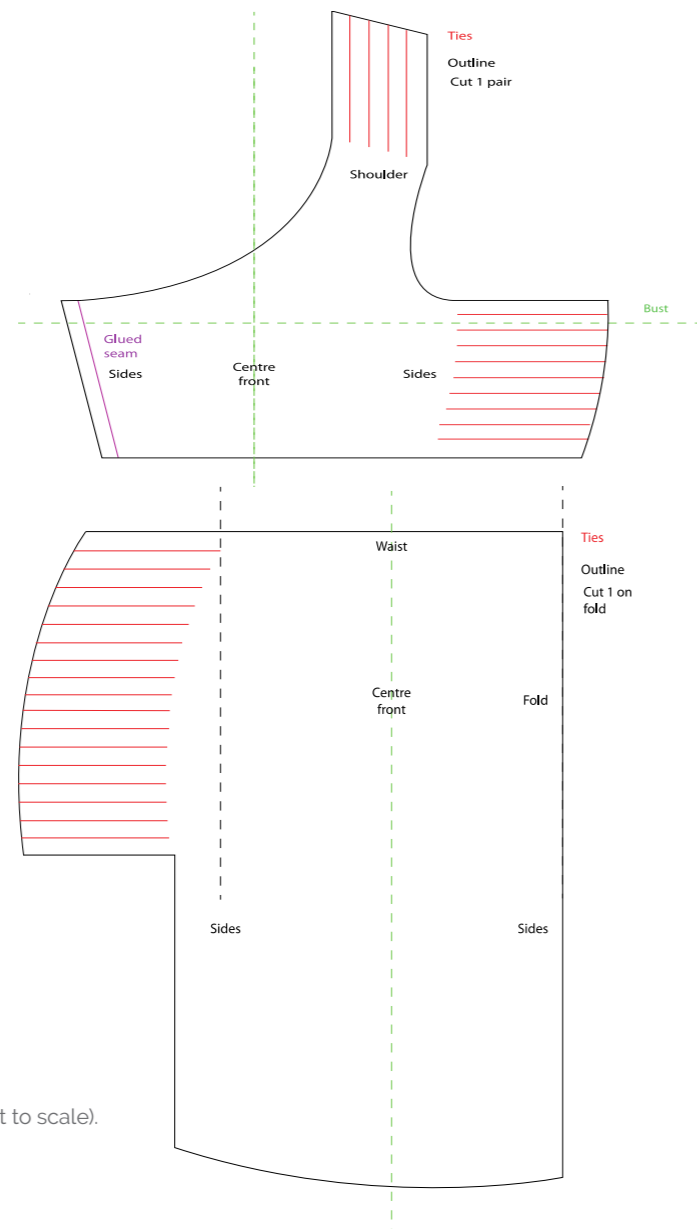 Ties
Outline
Cut 1 pair
Shoulder
Bust
Glued
seam
Sides
Centre
front
Sides
Waist
Ties
Outline
Cut 1 on
fold
Centre
front
Fold
Sides
Sides
t to scale).